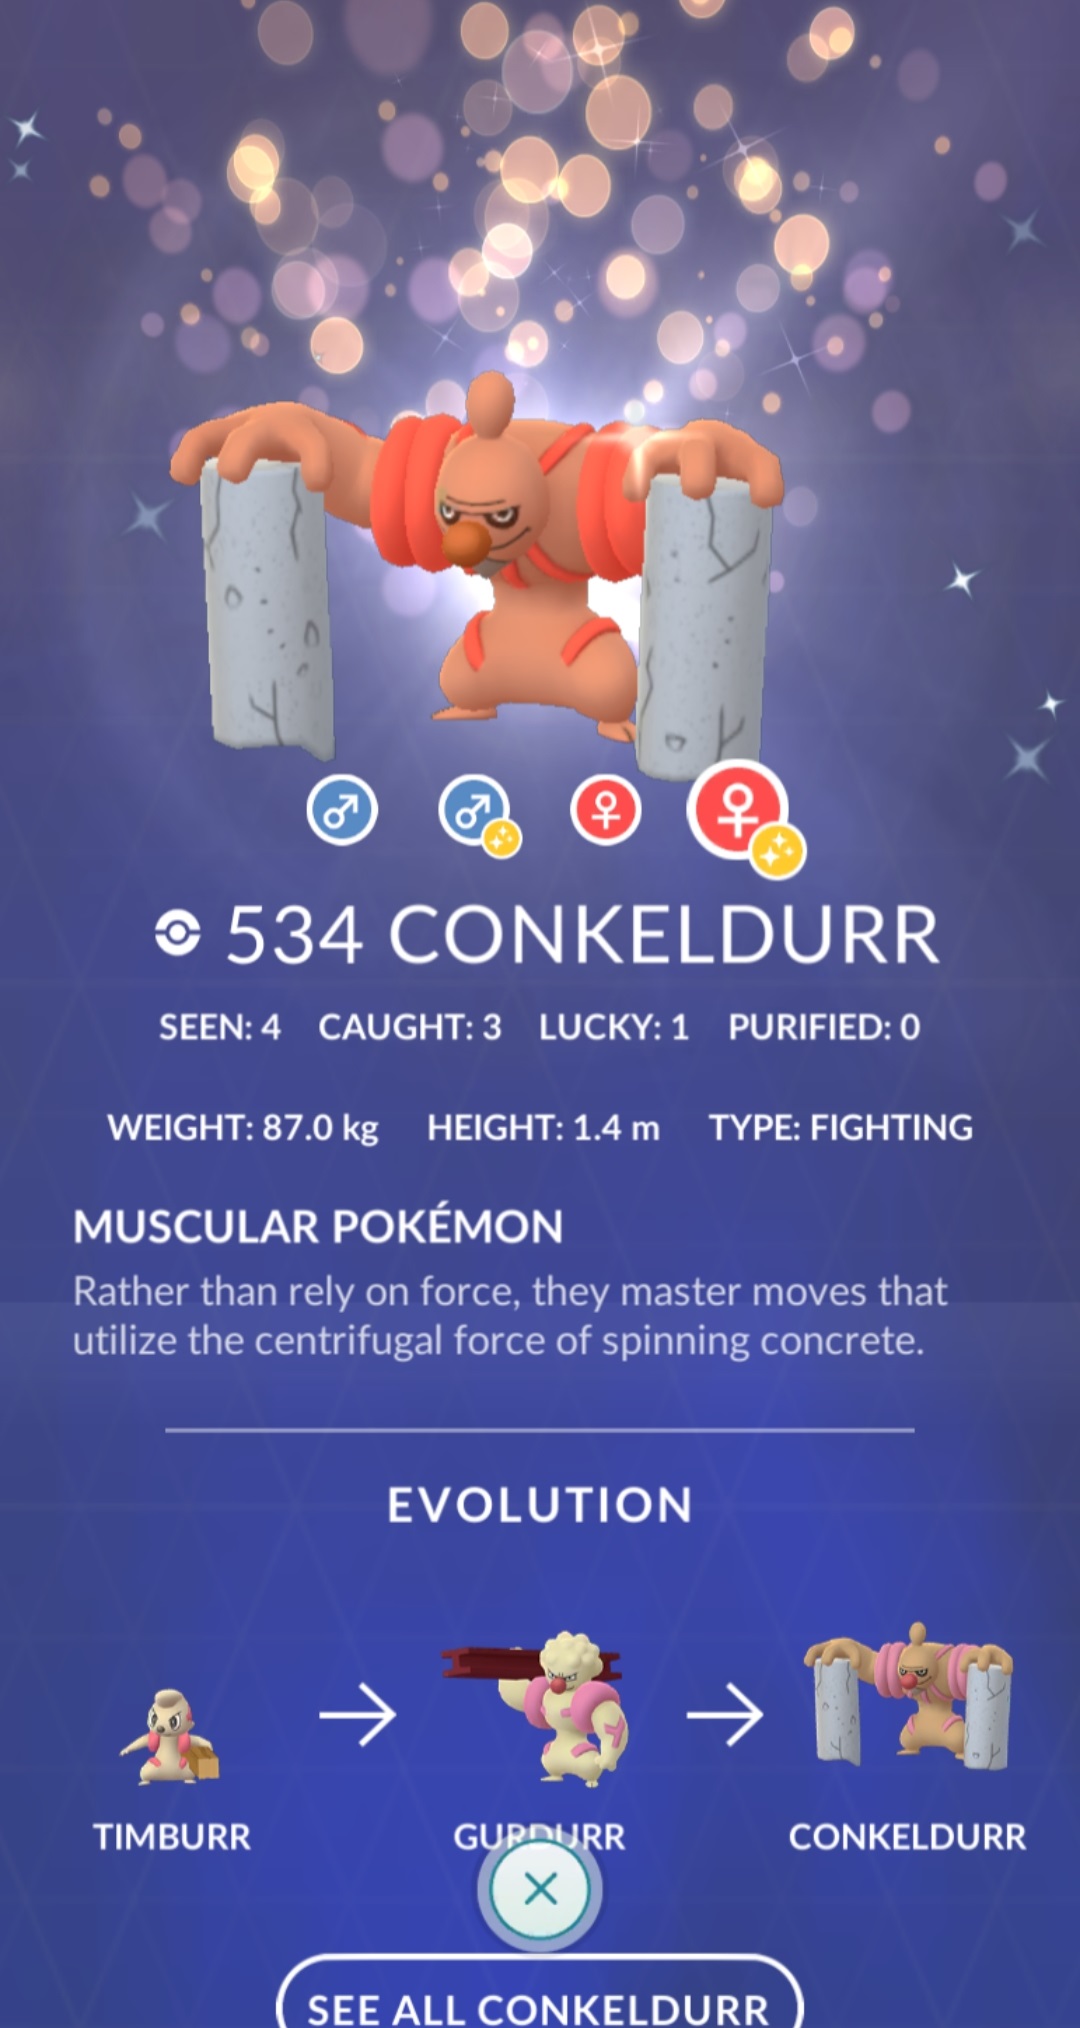 534 CONKELDURR
SEEN: 4 CAUGHT: 3 LUCKY: 1 PURIFIED: 0
WEIGHT: 87.0 kg HEIGHT: 1.4 m TYPE: FIGHTING
MUSCULAR POKÉMON
Rather than rely on force, they master moves that
utilize the centrifugal force of spinning concrete.
EVOLUTION
TIMBURR GURDURR CONKELDURR
SEE ALL CONKELDURR